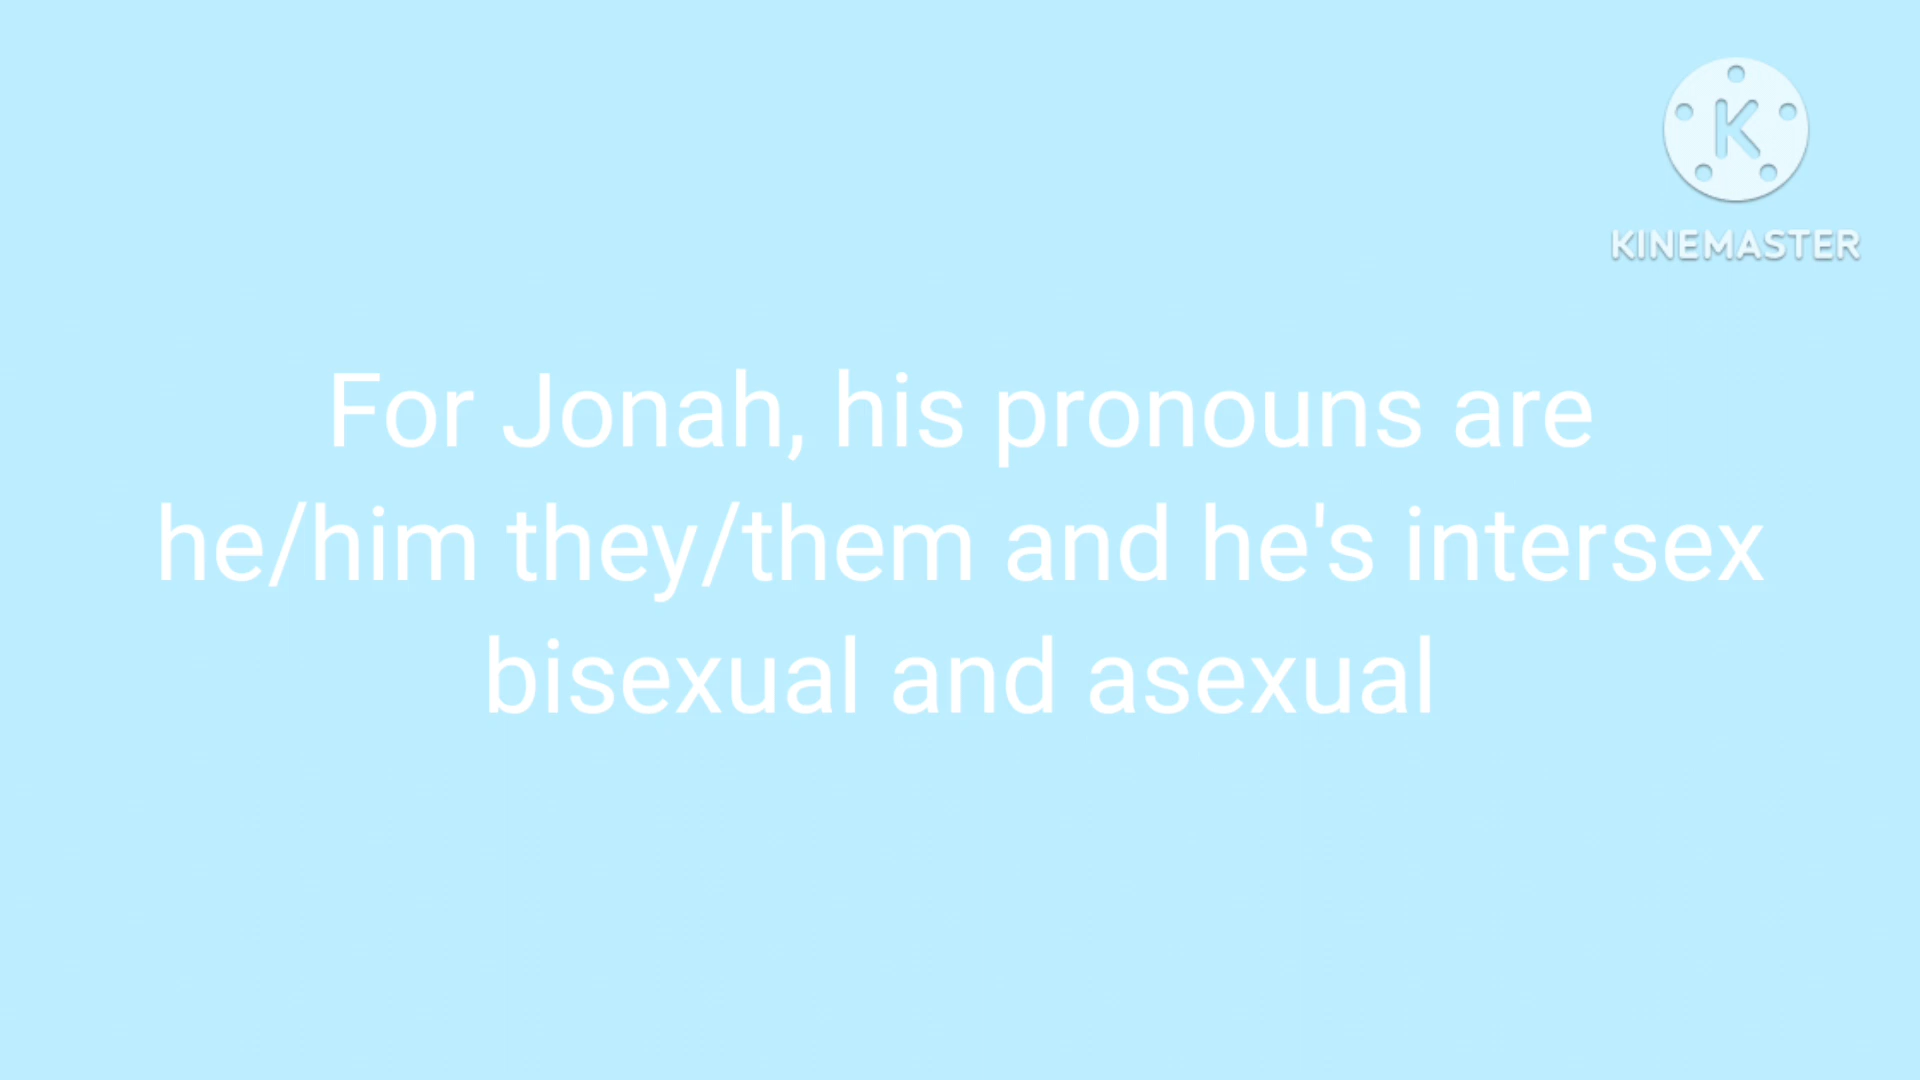 K
KINEMASTER
For Jonah, his pronouns are
he/him they/them and he's intersex
bisexual and asexual